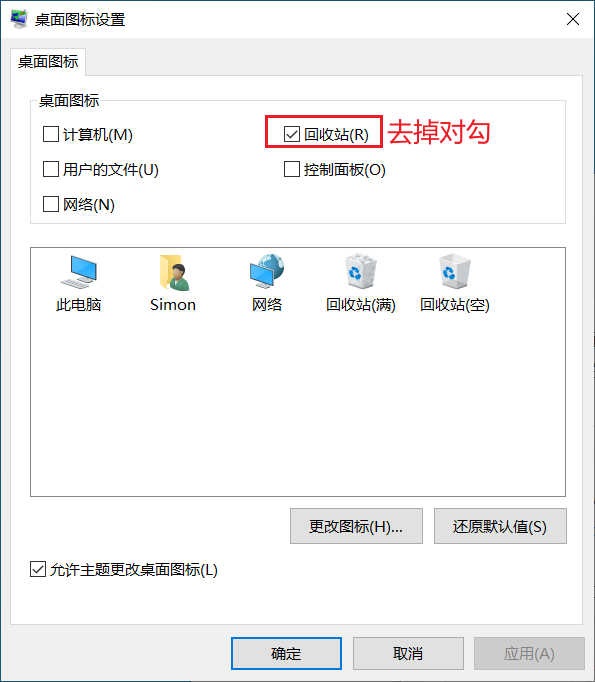 桌面图标设置
桌面图标
桌面图标
计算机(M)
回收站(R)
去掉对勾
用户的文件(U)
控制面板(O)
网络(N)
此电脑
Simon
网络
回收站(满)
回收站(空)
更改图标(H)...
还原默认值(S)
允许主题更改桌面图标(L)
确定
取消
应用(A)